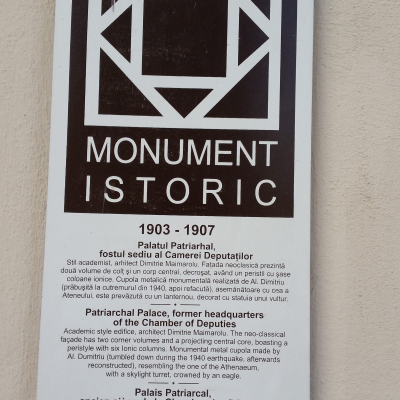 MONUMENT
ISTORIC
1903 - 1907
Palatul Patriarhal,
fostul sediu al Camerei Deputaților
Stil academist, arhitect Dimitrie Maimarolu. Fațada neoclasică prezintă
două volume de colț și un corp central, decroșat, având un peristil cu șase
coloane ionice. Cupola metalică monumentală realizată de Al. Dimitriu
(prăbușită la cutremurul din 1940, apoi refăcută), asemănătoare cu cea a
Ateneului, este prevăzută cu un lanternou, decorat cu statuia unui vultur.
Patriarchal Palace, former headquarters
of the Chamber of Deputies
Academic style edifice, architect Dimitrie Maimarolu. The neo-classical
façade has two corner volumes and a projecting central core, boasting a
peristyle with six Ionic columns. Monumental metal cupola made by
Al. Dumitriu (tumbled down during the 1940 earthquake, afterwards
reconstructed), resembling the one of the Athenaeum,
with a skylight turret, crowned by an eagle.
Palais Patriarcal,